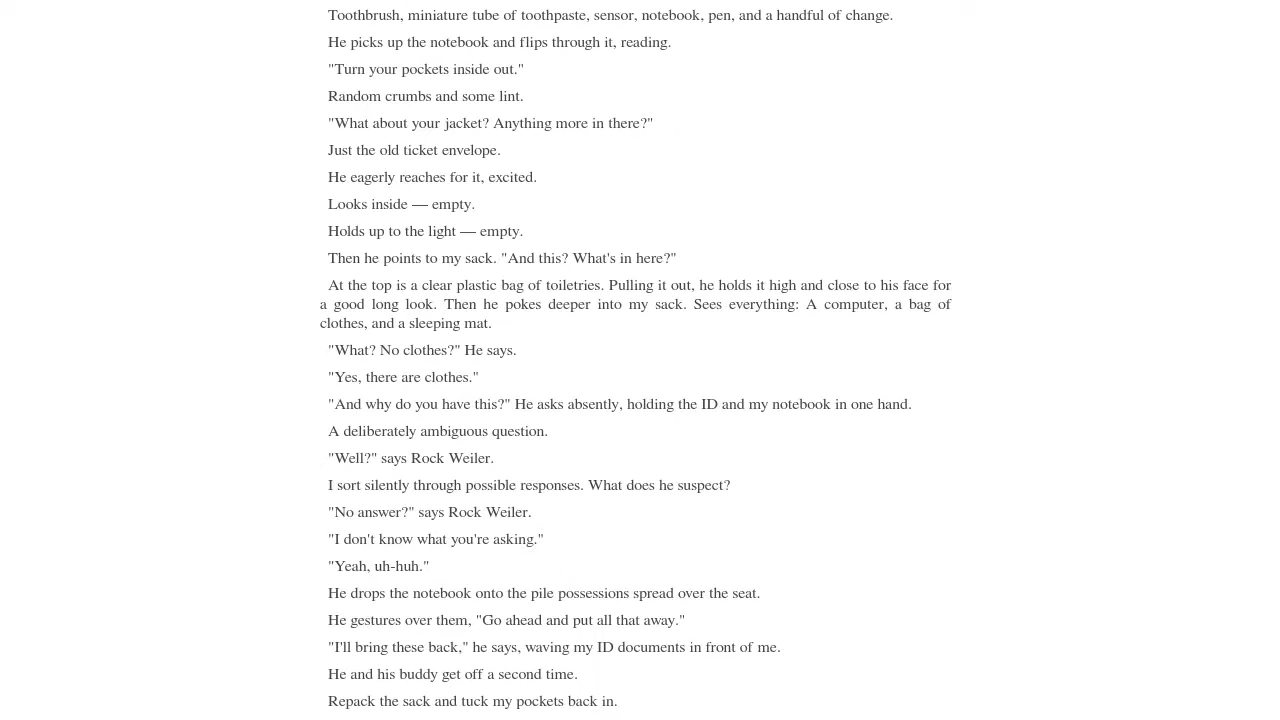 Toothbrush, miniature tube of toothpaste, sensor, notebook, pen, and a handful of change.
He picks up the notebook and flips through it, reading.
"Turn your pockets inside out."
Random crumbs and some lint.
"What about your jacket? Anything more in there?"
Just the old ticket envelope.
He eagerly reaches for it, excited.
Looks inside — empty.
Holds up to the light — empty.
Then he points to my sack. "And this? What's in here?"
At the top is a clear plastic bag of toiletries. Pulling it out, he holds it high and close to his face for
a good long look. Then he pokes deeper into my sack. Sees everything: A computer, a bag of
clothes, and a sleeping mat.
"What? No clothes?" He says.
"Yes, there are clothes."
"And why do you have this?" He asks absently, holding the ID and my notebook in one hand.
A deliberately ambiguous question.
"Well?" says Rock Weiler.
I sort silently through possible responses. What does he suspect?
"No answer?" says Rock Weiler.
"I don't know what you're asking."
"Yeah, uh-huh."
He drops the notebook onto the pile possessions spread over the seat.
He gestures over them, "Go ahead and put all that away."
"I'll bring these back," he says, waving my ID documents in front of me.
He and his buddy get off a second time.
Repack the sack and tuck my pockets back in.